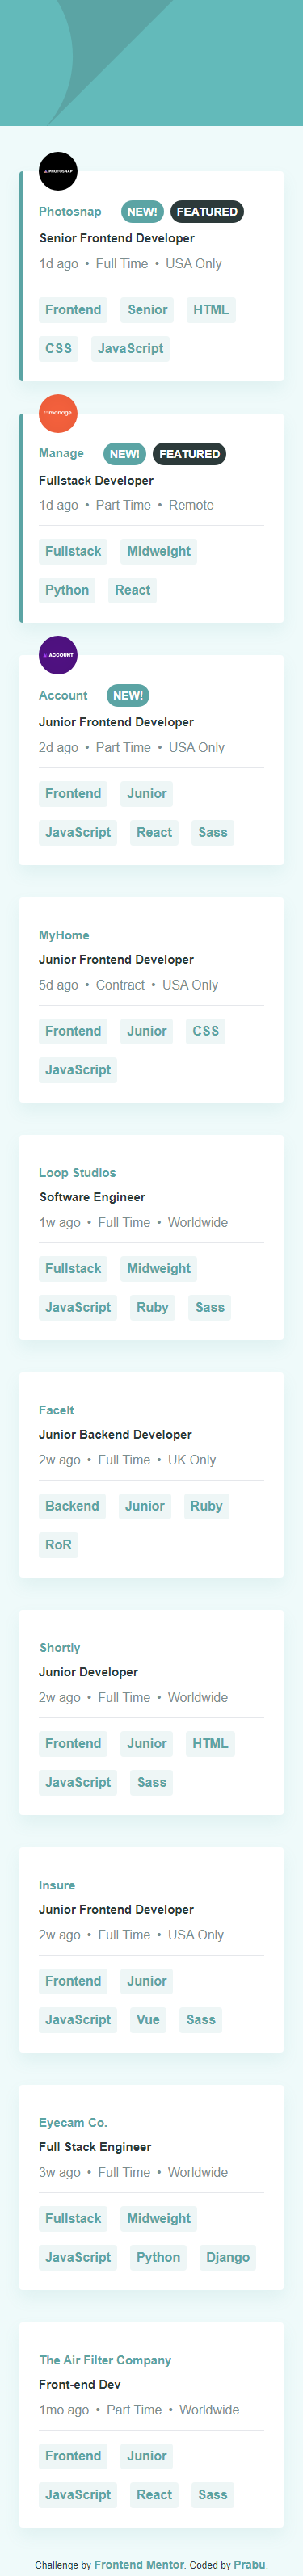 PHOTOSNAP
Photosnap NEW! FEATURED
Senior Frontend Developer
1d ago • Full Time • USA Only
Frontend Senior HTML
CSS JavaScript
manage
Manage NEW! FEATURED
Fullstack Developer
1d ago • Part Time • Remote
Fullstack Midweight
Python React
ACCOUNT
Account NEW!
Junior Frontend Developer
2d ago • Part Time • USA Only
Frontend Junior
JavaScript React Sass
MyHome
Junior Frontend Developer
5d ago • Contract • USA Only
Frontend Junior CSS
JavaScript
Loop Studios
Software Engineer
1w ago • Full Time • Worldwide
Fullstack Midweight
JavaScript Ruby Sass
FaceIt
Junior Backend Developer
2w ago • Full Time • UK Only
Backend Junior Ruby
RoR
Shortly
Junior Developer
2w ago • Full Time • Worldwide
Frontend Junior HTML
JavaScript Sass
Insure
Junior Frontend Developer
2w ago • Full Time • USA Only
Frontend Junior
JavaScript Vue Sass
Eyecam Co.
Full Stack Engineer
3w ago • Full Time • Worldwide
Fullstack Midweight
JavaScript Python Django
The Air Filter Company
Front-end Dev
1mo ago • Part Time • Worldwide
Frontend Junior
JavaScript React Sass
Challenge by Frontend Mentor. Coded by Prabu.